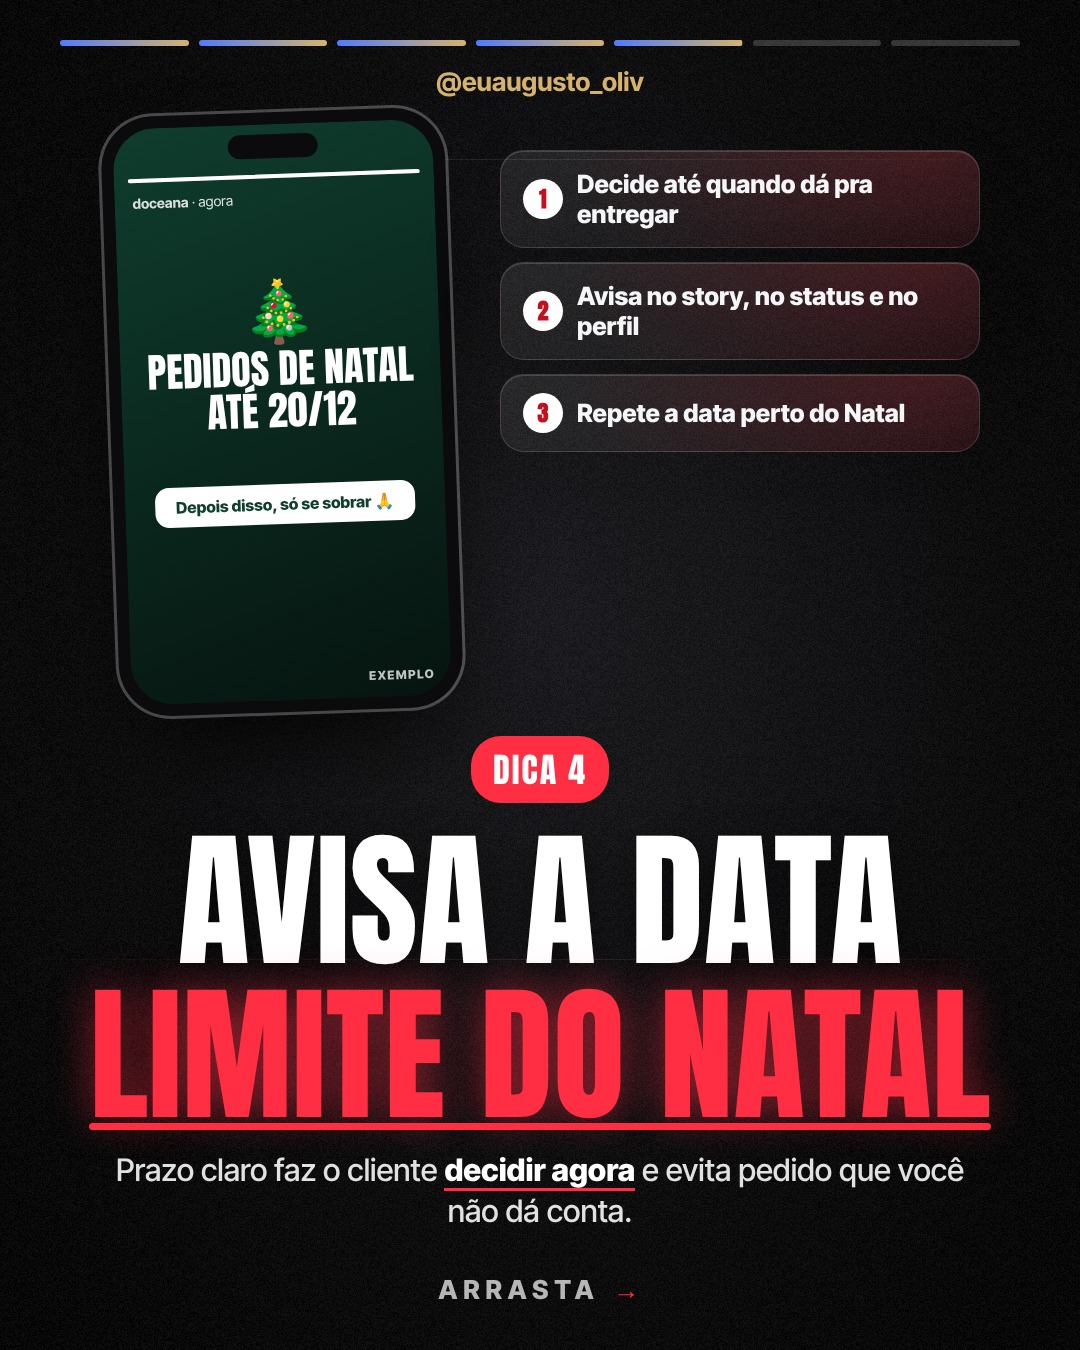 @euaugusto_oliv
doceana · agora
PEDIDOS DE NATAL
ATÉ 20/12
Depois disso, só se sobrar 🙏
EXEMPLO
1 Decide até quando dá pra
entregar
2 Avisa no story, no status e no
perfil
3 Repete a data perto do Natal
DICA 4
AVISA A DATA
LIMITE DO NATAL
Prazo claro faz o cliente decidir agora e evita pedido que você
não dá conta.
ARRASTA →